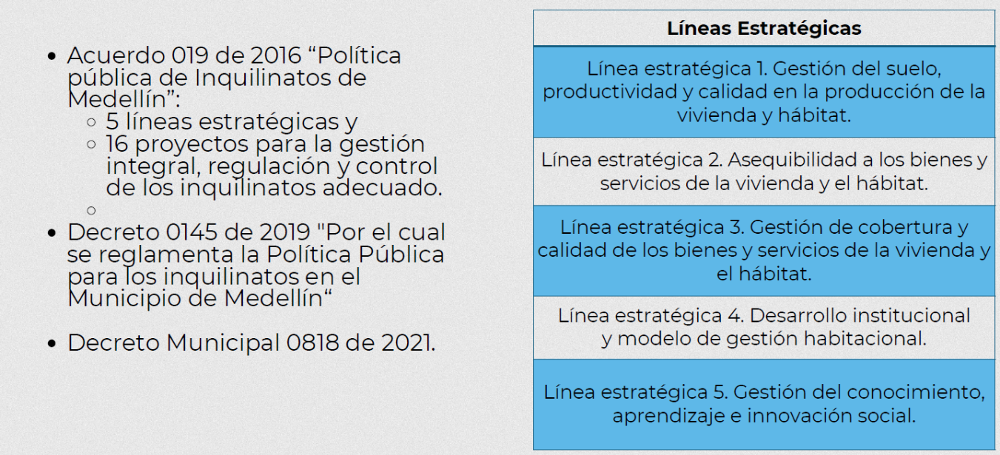 • Acuerdo 019 de 2016 “Política
pública de Inquilinatos de
Medellín”:
○ 5 líneas estratégicas y
○ 16 proyectos para la gestión
integral, regulación y control
de los inquilinatos adecuado.
○
• Decreto 0145 de 2019 "Por el cual
se reglamenta la Política Pública
para los inquilinatos en el
Municipio de Medellín“
• Decreto Municipal 0818 de 2021.
Líneas Estratégicas
Línea estratégica 1. Gestión del suelo,
productividad y calidad en la producción de la
vivienda y hábitat.
Línea estratégica 2. Asequibilidad a los bienes y
servicios de la vivienda y el hábitat.
Línea estratégica 3. Gestión de cobertura y
calidad de los bienes y servicios de la vivienda y
el hábitat.
Línea estratégica 4. Desarrollo institucional
y modelo de gestión habitacional.
Línea estratégica 5. Gestión del conocimiento,
aprendizaje e innovación social.